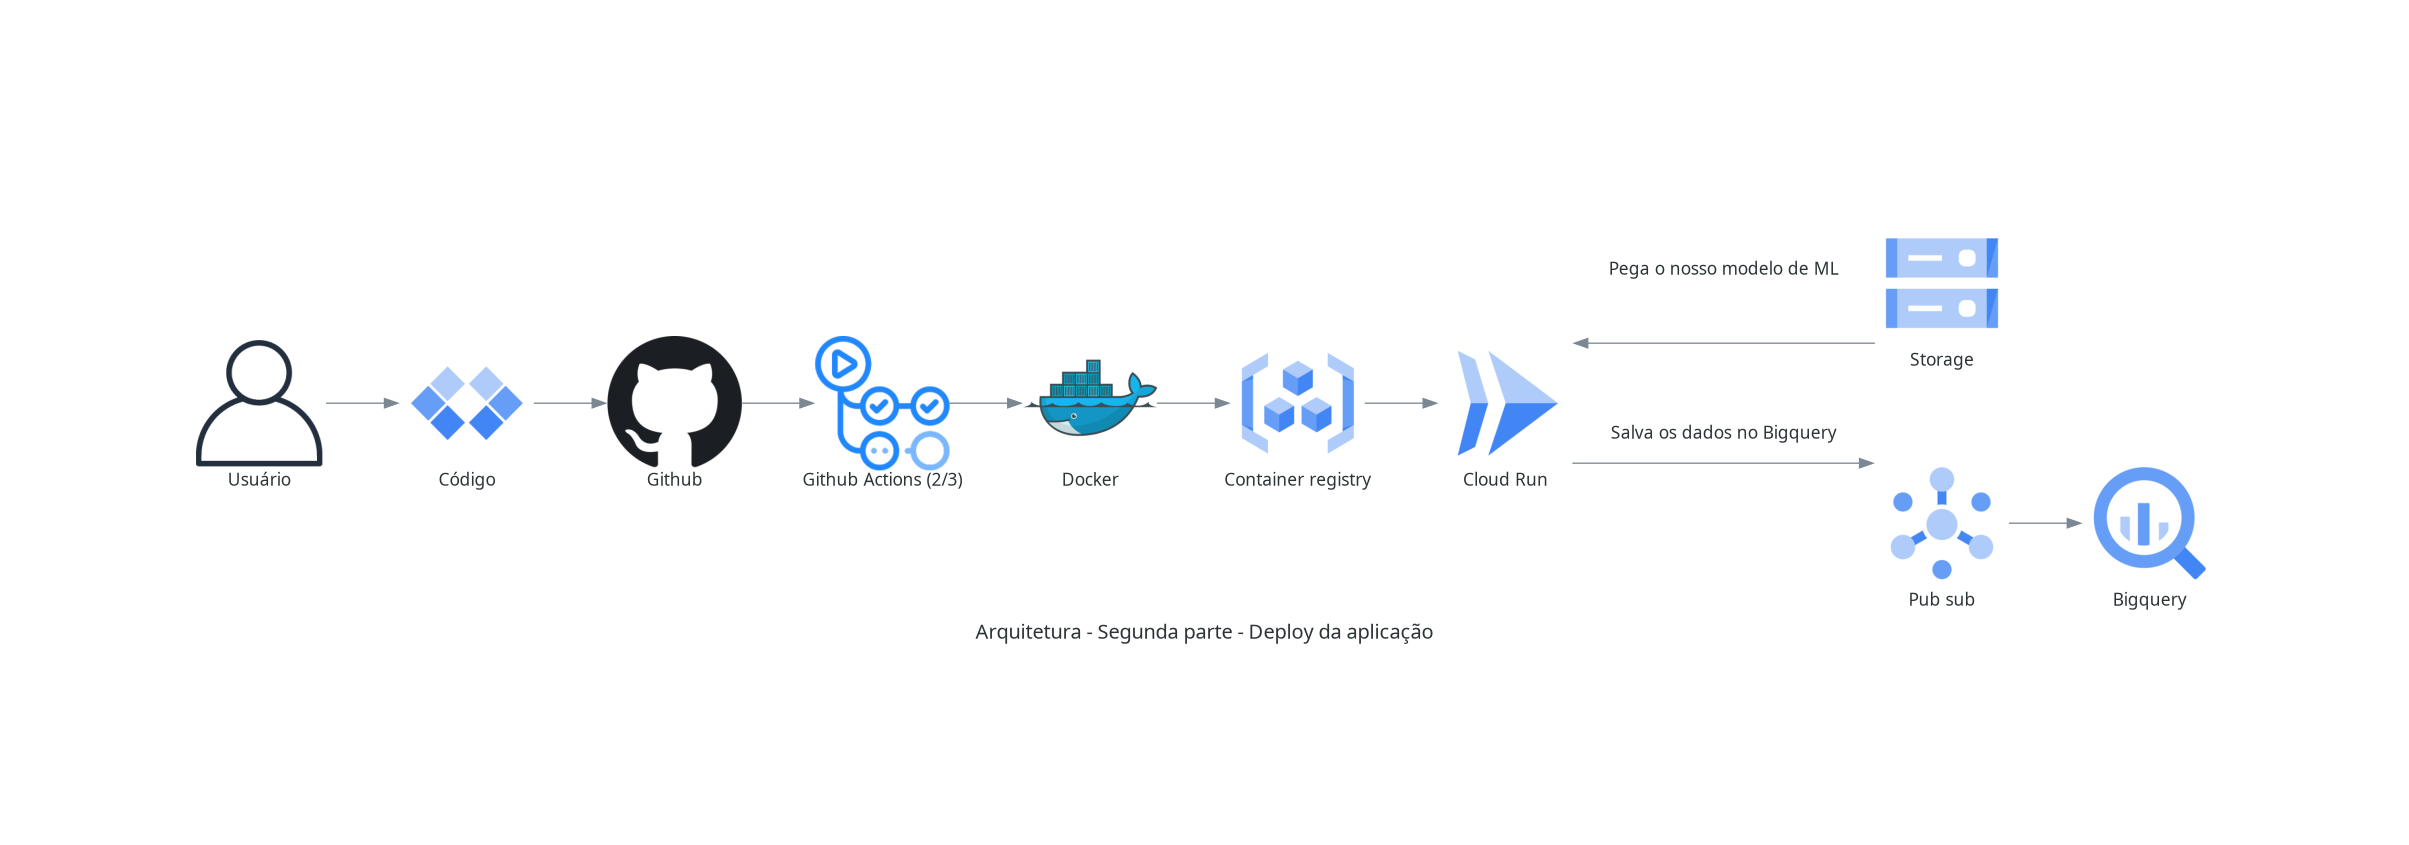 Pega o nosso modelo de ML
Storage
Salva os dados no Bigquery
Usuário
Código
Github
Github Actions (2/3)
Docker
Container registry
Cloud Run
Pub sub
Bigquery
Arquitetura - Segunda parte - Deploy da aplicação